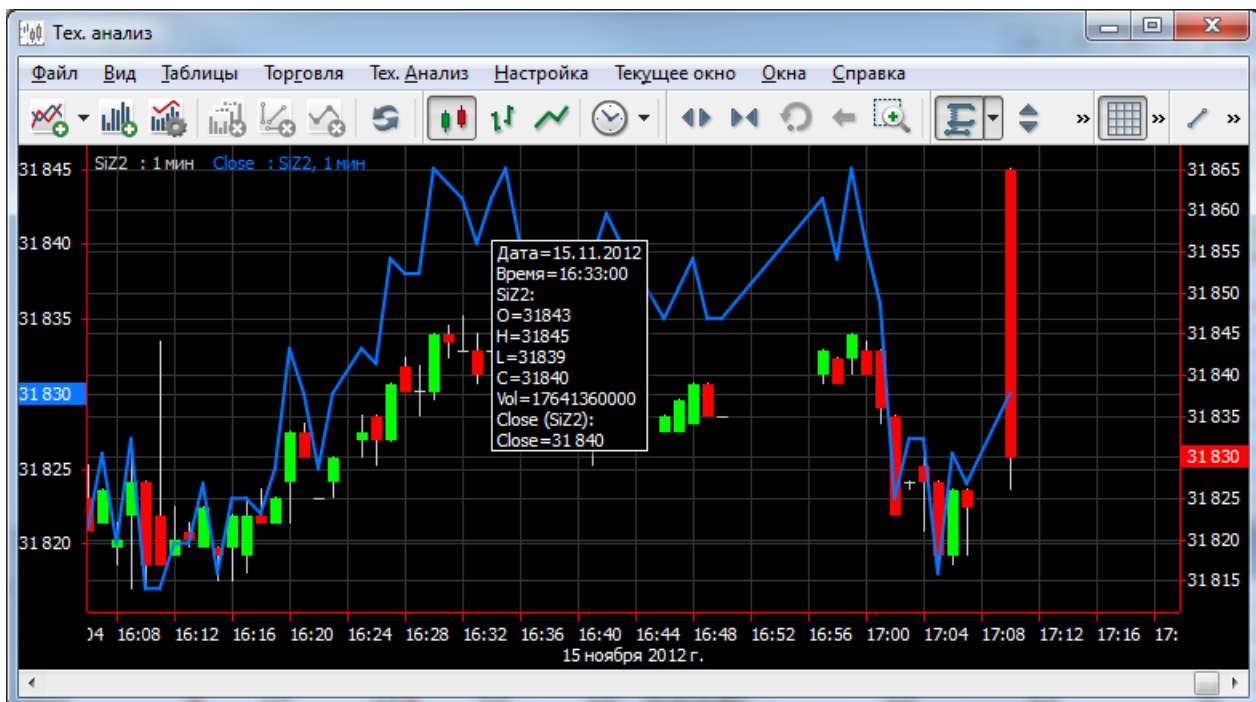 Тех. анализ
Файл Вид Таблицы Торговля Тех. Анализ Настройка Текущее окно Окна Справка
» » »
SiZ2 : 1 мин Close : SiZ2, 1 мин
31 845
31 840
31 835
31 830
31 825
31 820
Дата=15.11.2012
Время=16:33:00
SiZ2:
O=31843
H=31845
L=31839
C=31840
Vol=17641360000
Close (SiZ2):
Close=31 840
31 865
31 860
31 855
31 850
31 845
31 840
31 835
31 830
31 825
31 820
31 815
04 16:08 16:12 16:16 16:20 16:24 16:28 16:32 16:36 16:40 16:44 16:48 16:52 16:56 17:00 17:04 17:08 17:12 17:16 17:
15 ноября 2012 г.